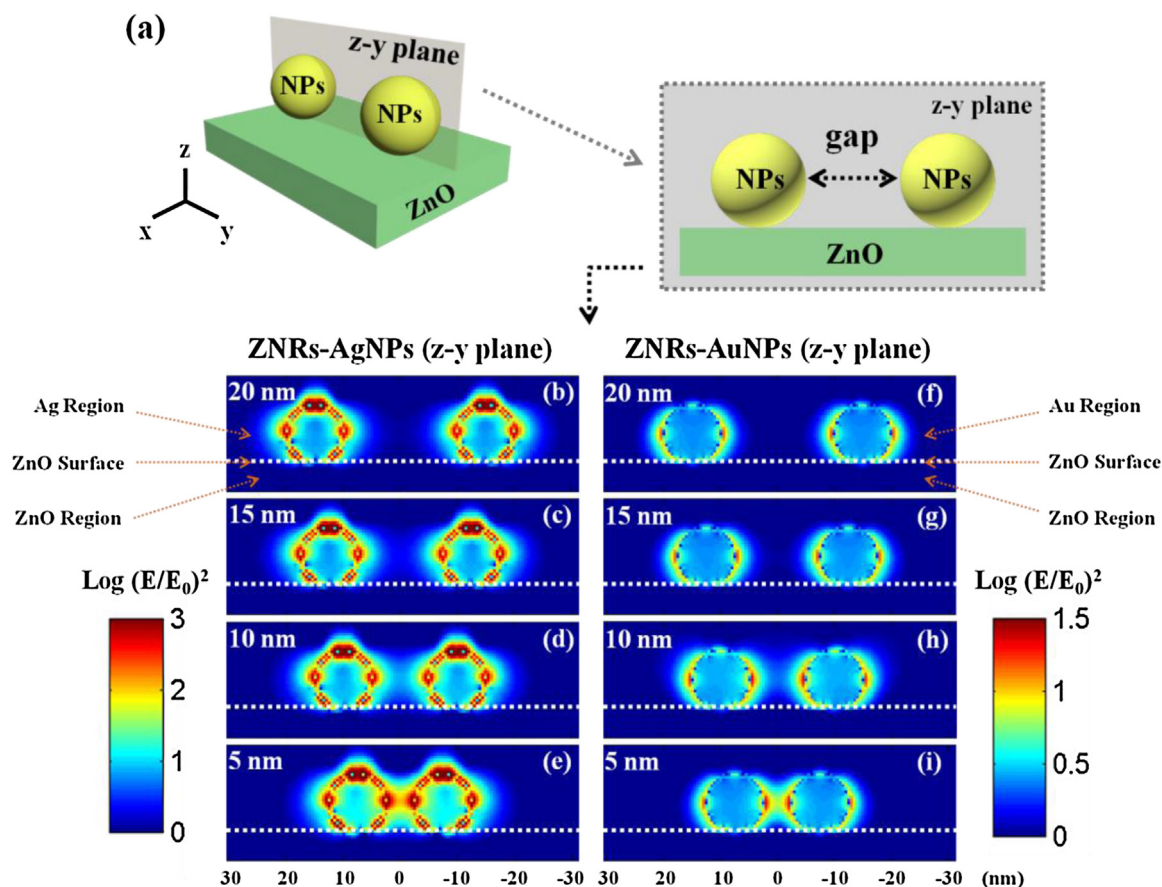 (a)
z-y plane
NPs
NPs
ZnO
z
x
y
z-y plane
gap
NPs
NPs
ZnO
ZNRs-AgNPs (z-y plane)
ZNRs-AuNPs (z-y plane)
20 nm
(b)
20 nm
(f)
Ag Region
ZnO Surface
ZnO Region
Au Region
ZnO Surface
ZnO Region
15 nm
(c)
15 nm
(g)
Log (E/E0)2
3
2
1
0
Log (E/E0)2
1.5
1
0.5
0
10 nm
(d)
10 nm
(h)
5 nm
(e)
5 nm
(i)
30 20 10 0 -10 -20 -30
30 20 10 0 -10 -20 -30
(nm)